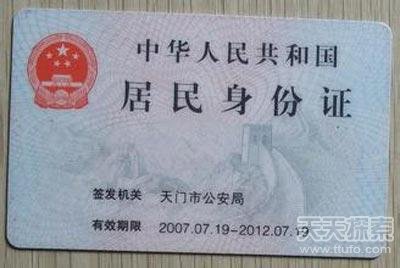 中华人民共和国
居民身份证
签发机关 天门市公安局
有效期限 2007.07.19-2012.07.19
天天探索
www.ttufo.com